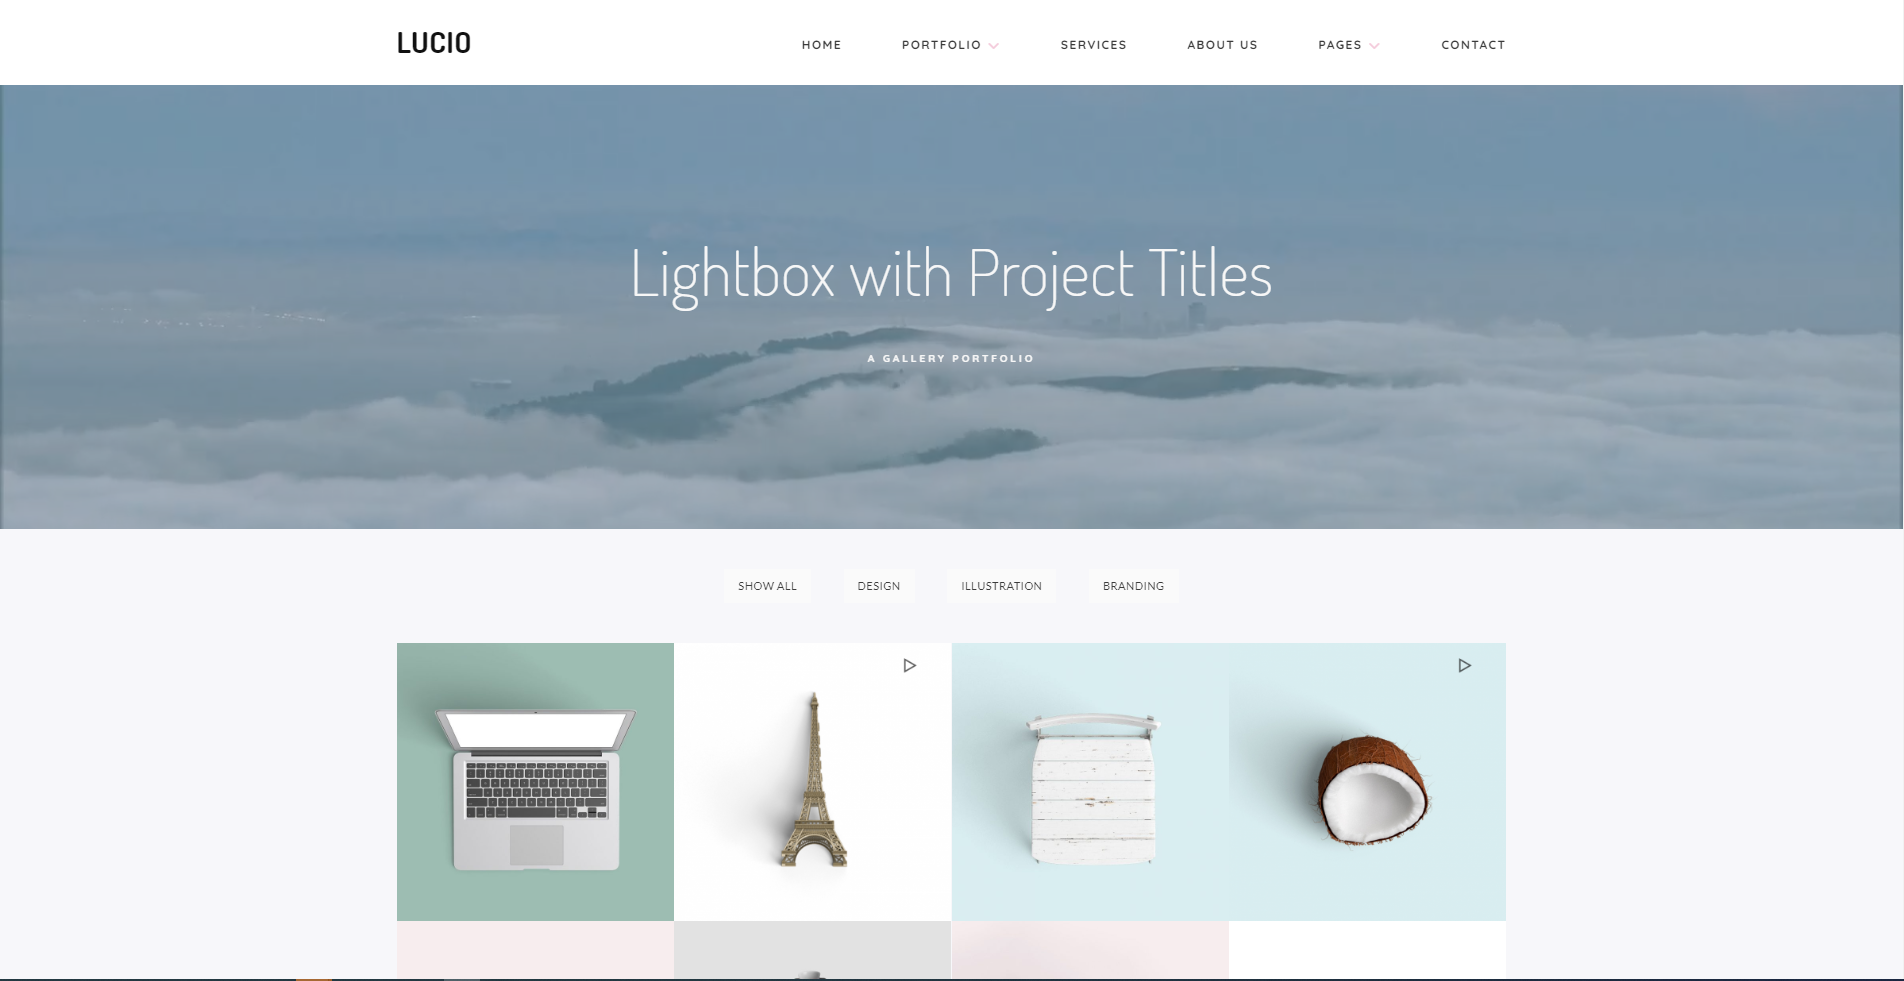 LUCIO
HOME PORTFOLIO SERVICES ABOUT US PAGES CONTACT
Lightbox with Project Titles
A GALLERY PORTFOLIO
SHOW ALL DESIGN ILLUSTRATION BRANDING